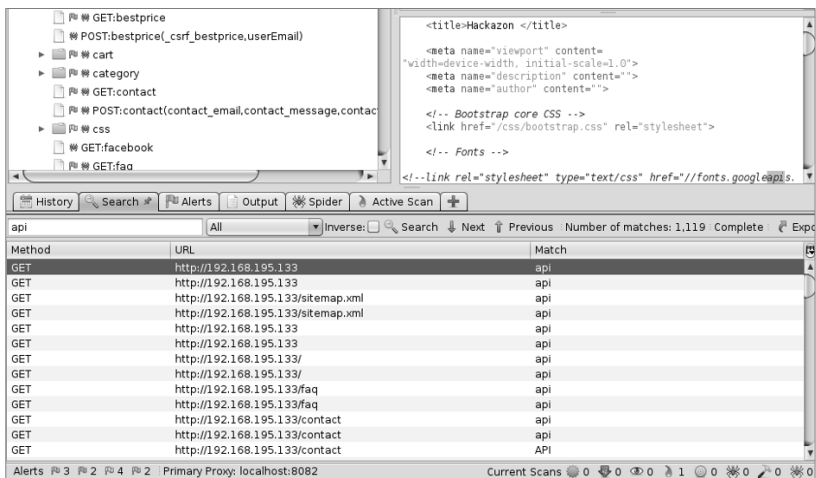 GET:bestprice
POST:bestprice(_csrf_bestprice,userEmail)
cart
category
GET:contact
POST:contact(contact_email,contact_message,contac
css
GET:facebook
GET:faq
<title>Hackazon </title>
<meta name="viewport" content=
"width=device-width, initial-scale=1.0">
<meta name="description" content="">
<meta name="author" content="">
<!-- Bootstrap core CSS -->
<link href="/css/bootstrap.css" rel="stylesheet">
<!-- Fonts -->
<!--link rel="stylesheet" type="text/css" href="//fonts.googleapis.
History Search Alerts Output Spider Active Scan
api All Inverse: Search Next Previous Number of matches: 1,119 Complete Expo
Method URL Match
GET http://192.168.195.133 api
GET http://192.168.195.133 api
GET http://192.168.195.133/sitemap.xml api
GET http://192.168.195.133/sitemap.xml api
GET http://192.168.195.133 api
GET http://192.168.195.133 api
GET http://192.168.195.133/ api
GET http://192.168.195.133/ api
GET http://192.168.195.133/faq api
GET http://192.168.195.133/faq api
GET http://192.168.195.133/contact api
GET http://192.168.195.133/contact api
GET http://192.168.195.133/contact API
Alerts 3 2 4 2 Primary Proxy: localhost:8082 Current Scans 0 0 0 1 0 0 0 0